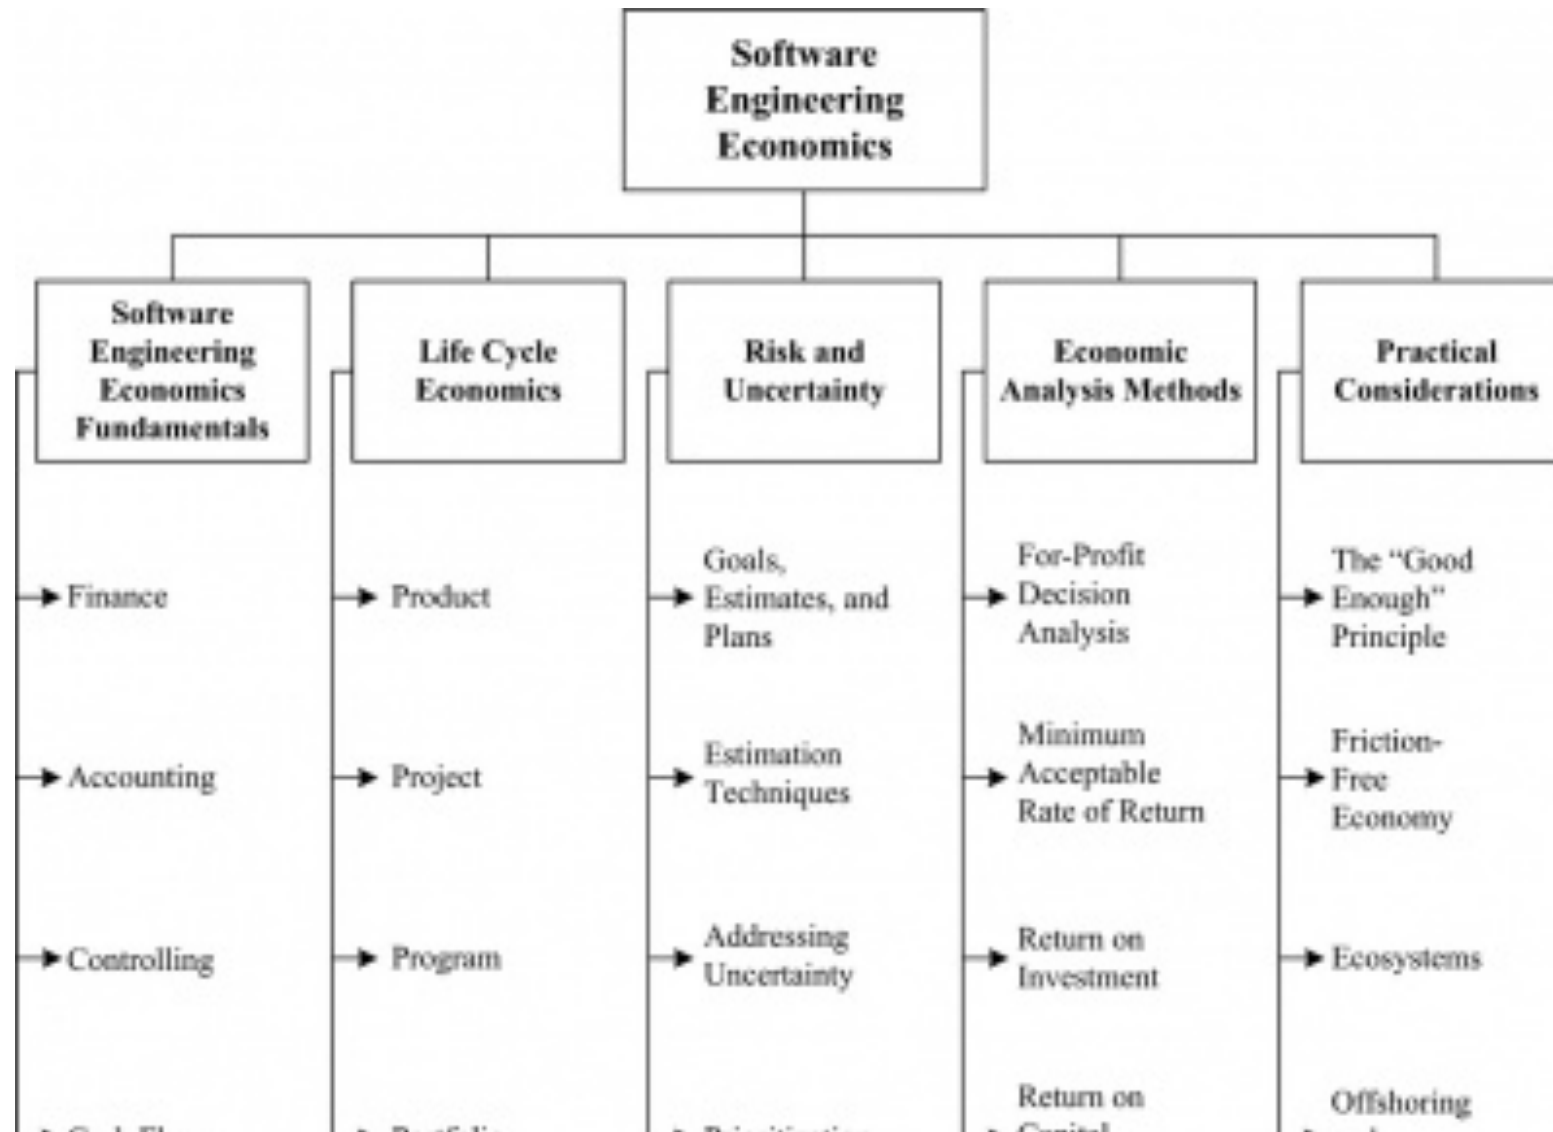 Software
Engineering
Economics
Software
Engineering
Economics
Fundamentals
Life Cycle
Economics
Risk and
Uncertainty
Economic
Analysis Methods
Practical
Considerations
Finance
Accounting
Controlling
Product
Project
Program
Goals,
Estimates, and
Plans
Estimation
Techniques
Addressing
Uncertainty
For-Profit
Decision
Analysis
Minimum
Acceptable
Rate of Return
Return on
Investment
Return on
The “Good
Enough”
Principle
Friction-
Free
Economy
Ecosystems
Offshoring